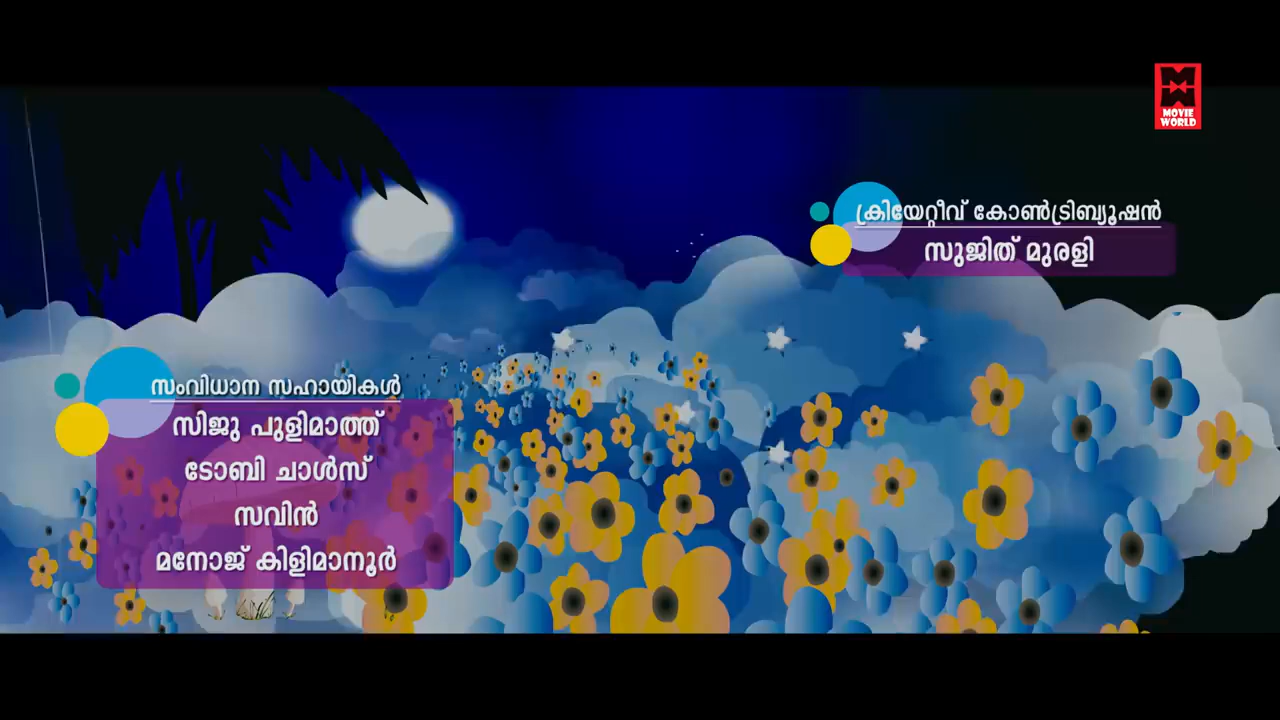 MOVIE
WORLD
ക്രിയേറ്റീവ് കോൺട്രിബ്യൂഷൻ
സുജിത് മുരളി
സംവിധാന സഹായികൾ
സിജു പുളിമാത്ത്
ടോബി ചാൾസ്
സവിൻ
മനോജ് കിളിമാനൂർ